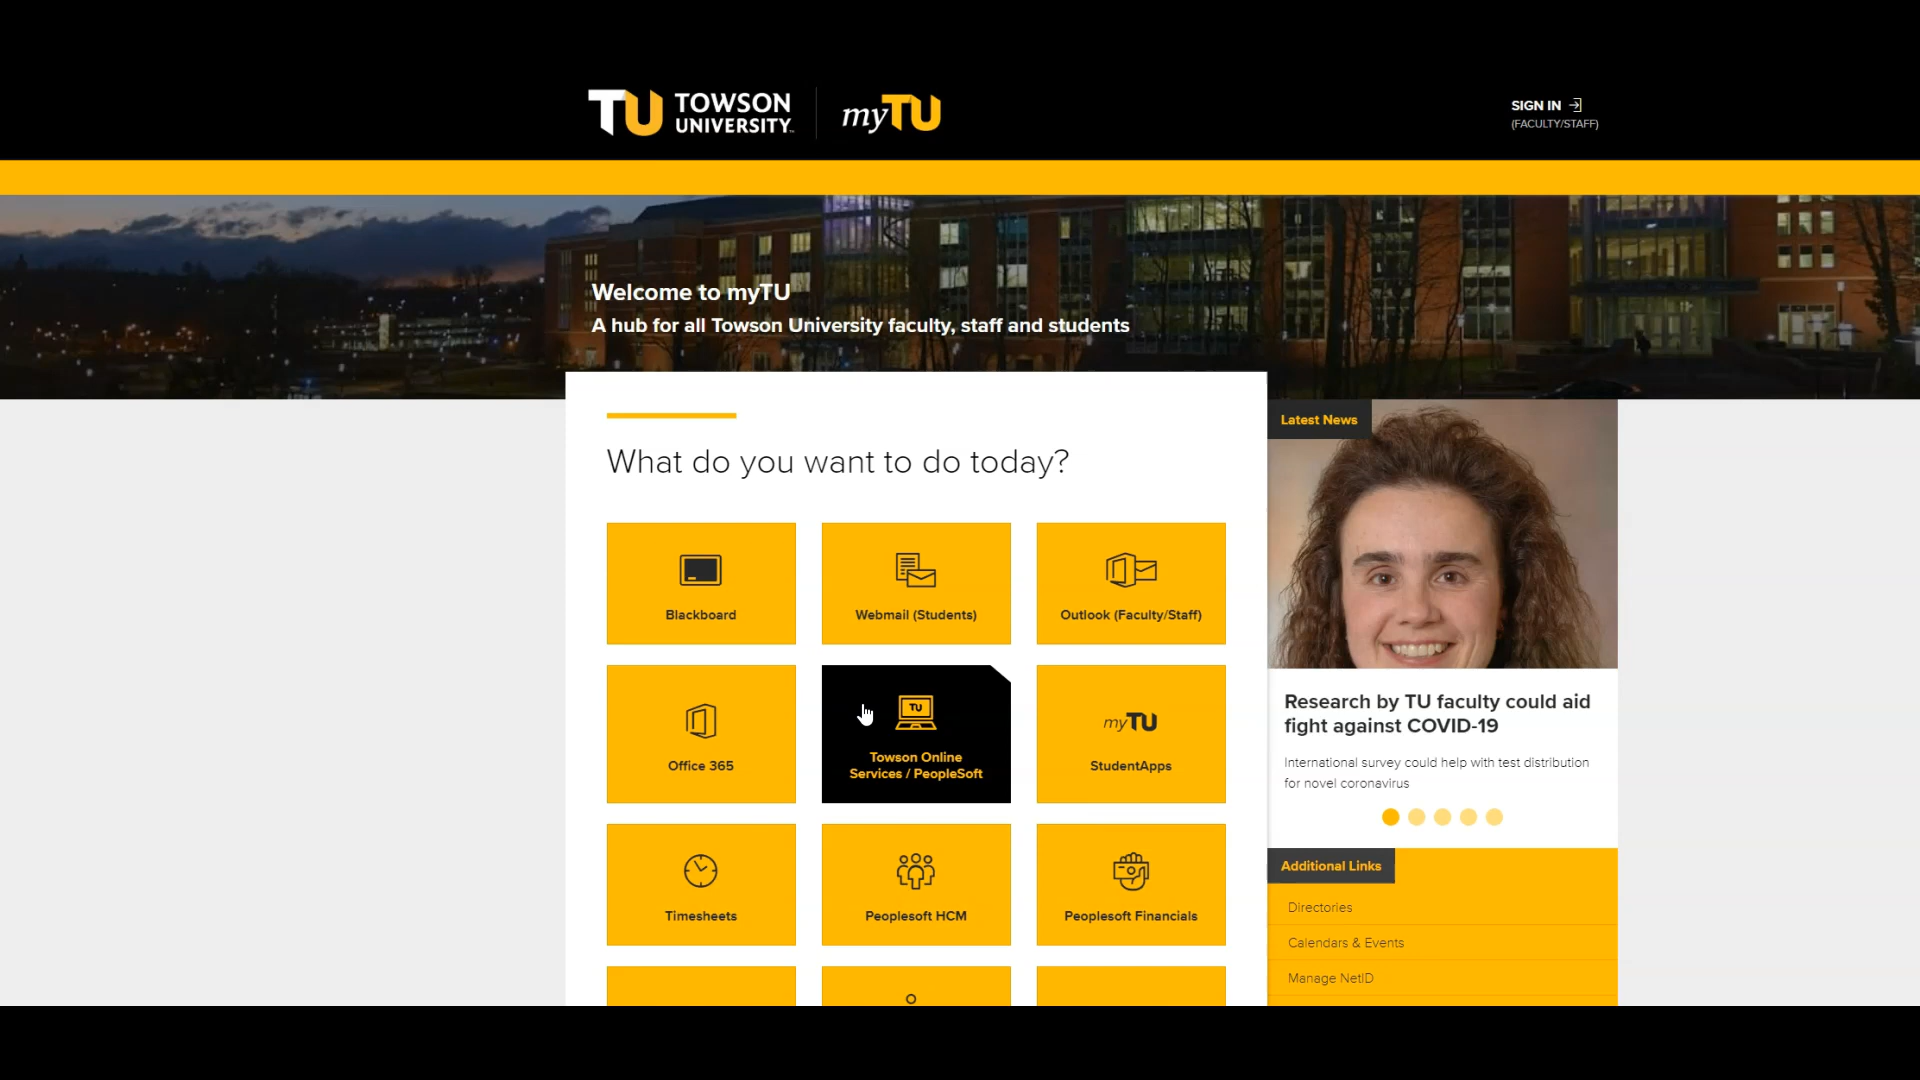 TU TOWSON
UNIVERSITY™
myTU
SIGN IN
(FACULTY/STAFF)
Welcome to myTU
A hub for all Towson University faculty, staff and students
What do you want to do today?
Blackboard
Webmail (Students)
Outlook (Faculty/Staff)
Office 365
TU
Towson Online
Services / PeopleSoft
myTU
StudentApps
Timesheets
Peoplesoft HCM
Peoplesoft Financials
Latest News
Research by TU faculty could aid
fight against COVID-19
International survey could help with test distribution
for novel coronavirus
Additional Links
Directories
Calendars & Events
Manage NetID